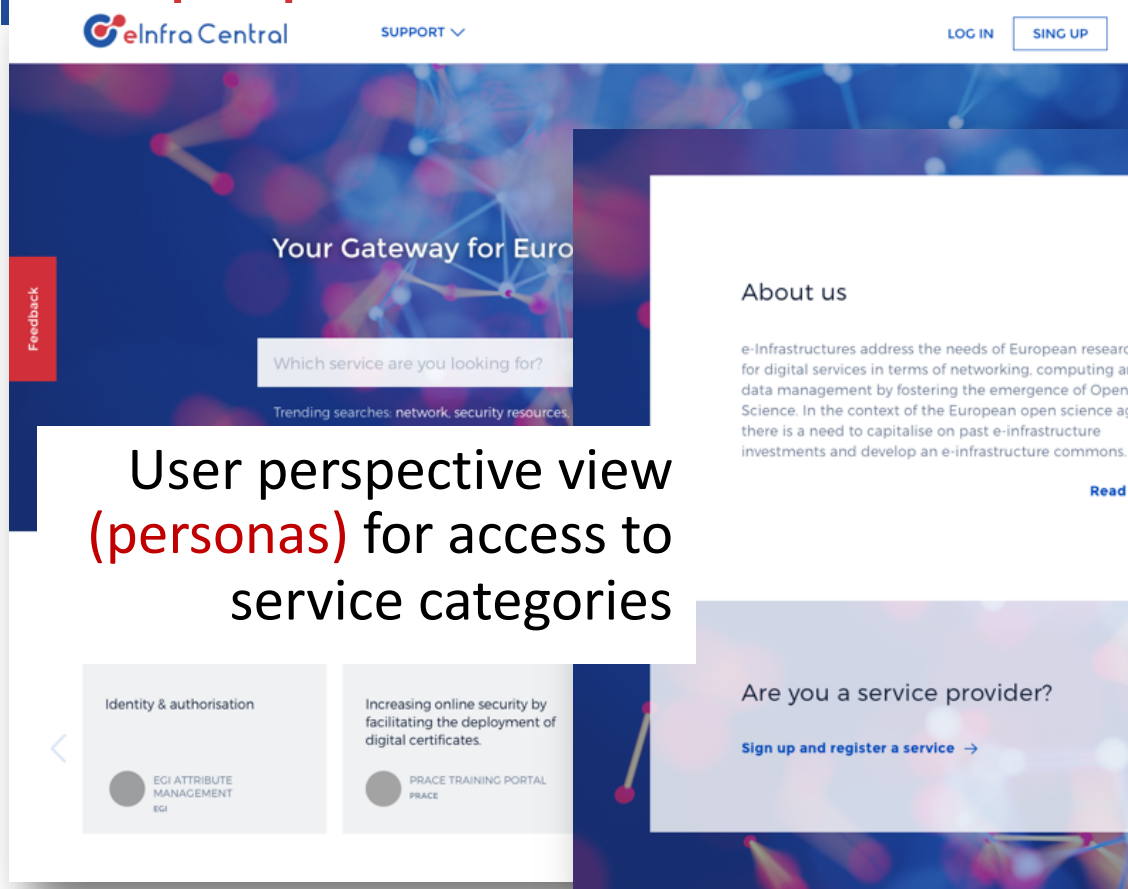 eInfra Central
SUPPORT
LOG IN
SING UP
Your Gateway for Euro
Feedback
Which service are you looking for?
Trending searches: network, security resources,
User perspective view
(personas) for access to
service categories
Identity & authorisation
EGI ATTRIBUTE
MANAGEMENT
EGI
Increasing online security by
facilitating the deployment of
digital certificates.
PRACE TRAINING PORTAL
PRACE
About us
e-Infrastructures address the needs of European researc
for digital services in terms of networking, computing a
data management by fostering the emergence of Open
Science. In the context of the European open science ag
there is a need to capitalise on past e-infrastructure
investments and develop an e-infrastructure commons.
Read
Are you a service provider?
Sign up and register a service →